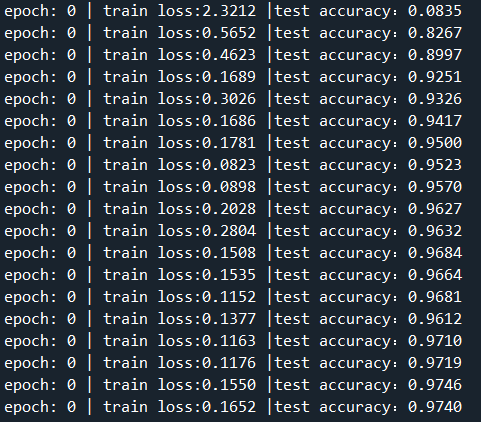 epoch: 0 | train loss:2.3212 |test accuracy：0.0835
epoch: 0 | train loss:0.5652 |test accuracy：0.8267
epoch: 0 | train loss:0.4623 |test accuracy：0.8997
epoch: 0 | train loss:0.1689 |test accuracy：0.9251
epoch: 0 | train loss:0.3026 |test accuracy：0.9326
epoch: 0 | train loss:0.1686 |test accuracy：0.9417
epoch: 0 | train loss:0.1781 |test accuracy：0.9500
epoch: 0 | train loss:0.0823 |test accuracy：0.9523
epoch: 0 | train loss:0.0898 |test accuracy：0.9570
epoch: 0 | train loss:0.2028 |test accuracy：0.9627
epoch: 0 | train loss:0.2804 |test accuracy：0.9632
epoch: 0 | train loss:0.1508 |test accuracy：0.9684
epoch: 0 | train loss:0.1535 |test accuracy：0.9664
epoch: 0 | train loss:0.1152 |test accuracy：0.9681
epoch: 0 | train loss:0.1377 |test accuracy：0.9612
epoch: 0 | train loss:0.1163 |test accuracy：0.9710
epoch: 0 | train loss:0.1176 |test accuracy：0.9719
epoch: 0 | train loss:0.1550 |test accuracy：0.9746
epoch: 0 | train loss:0.1652 |test accuracy：0.9740